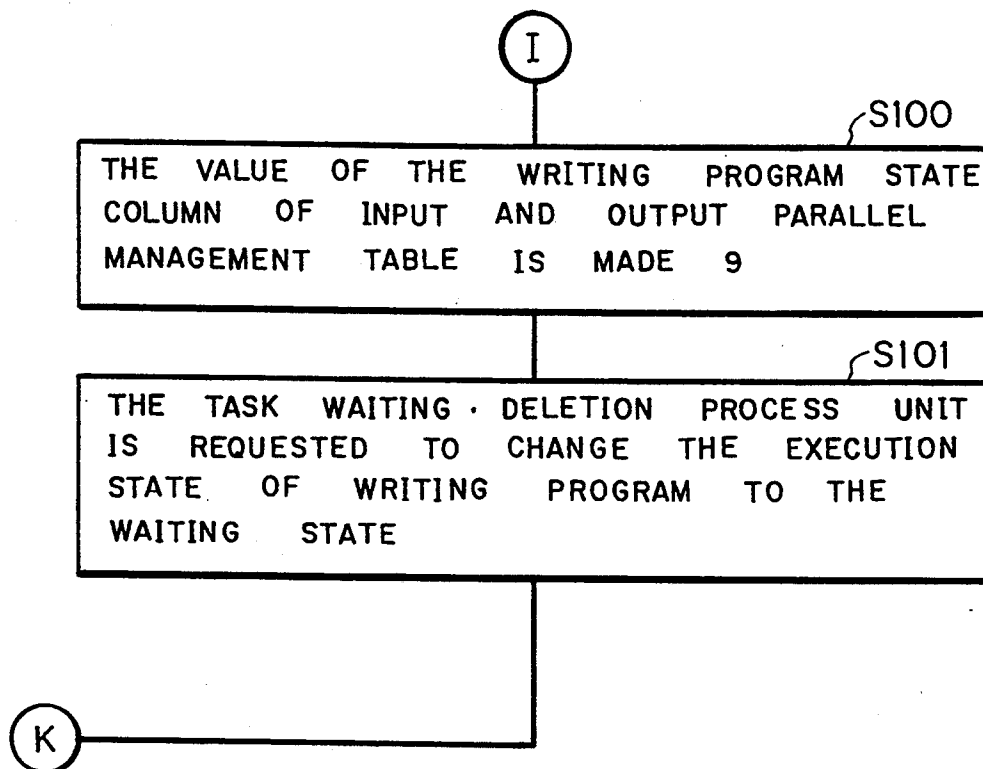 I
S100
THE VALUE OF THE WRITING PROGRAM STATE
COLUMN OF INPUT AND OUTPUT PARALLEL
MANAGEMENT TABLE IS MADE 9
S101
THE TASK WAITING · DELETION PROCESS UNIT
IS REQUESTED TO CHANGE THE EXECUTION
STATE OF WRITING PROGRAM TO THE
WAITING STATE
K